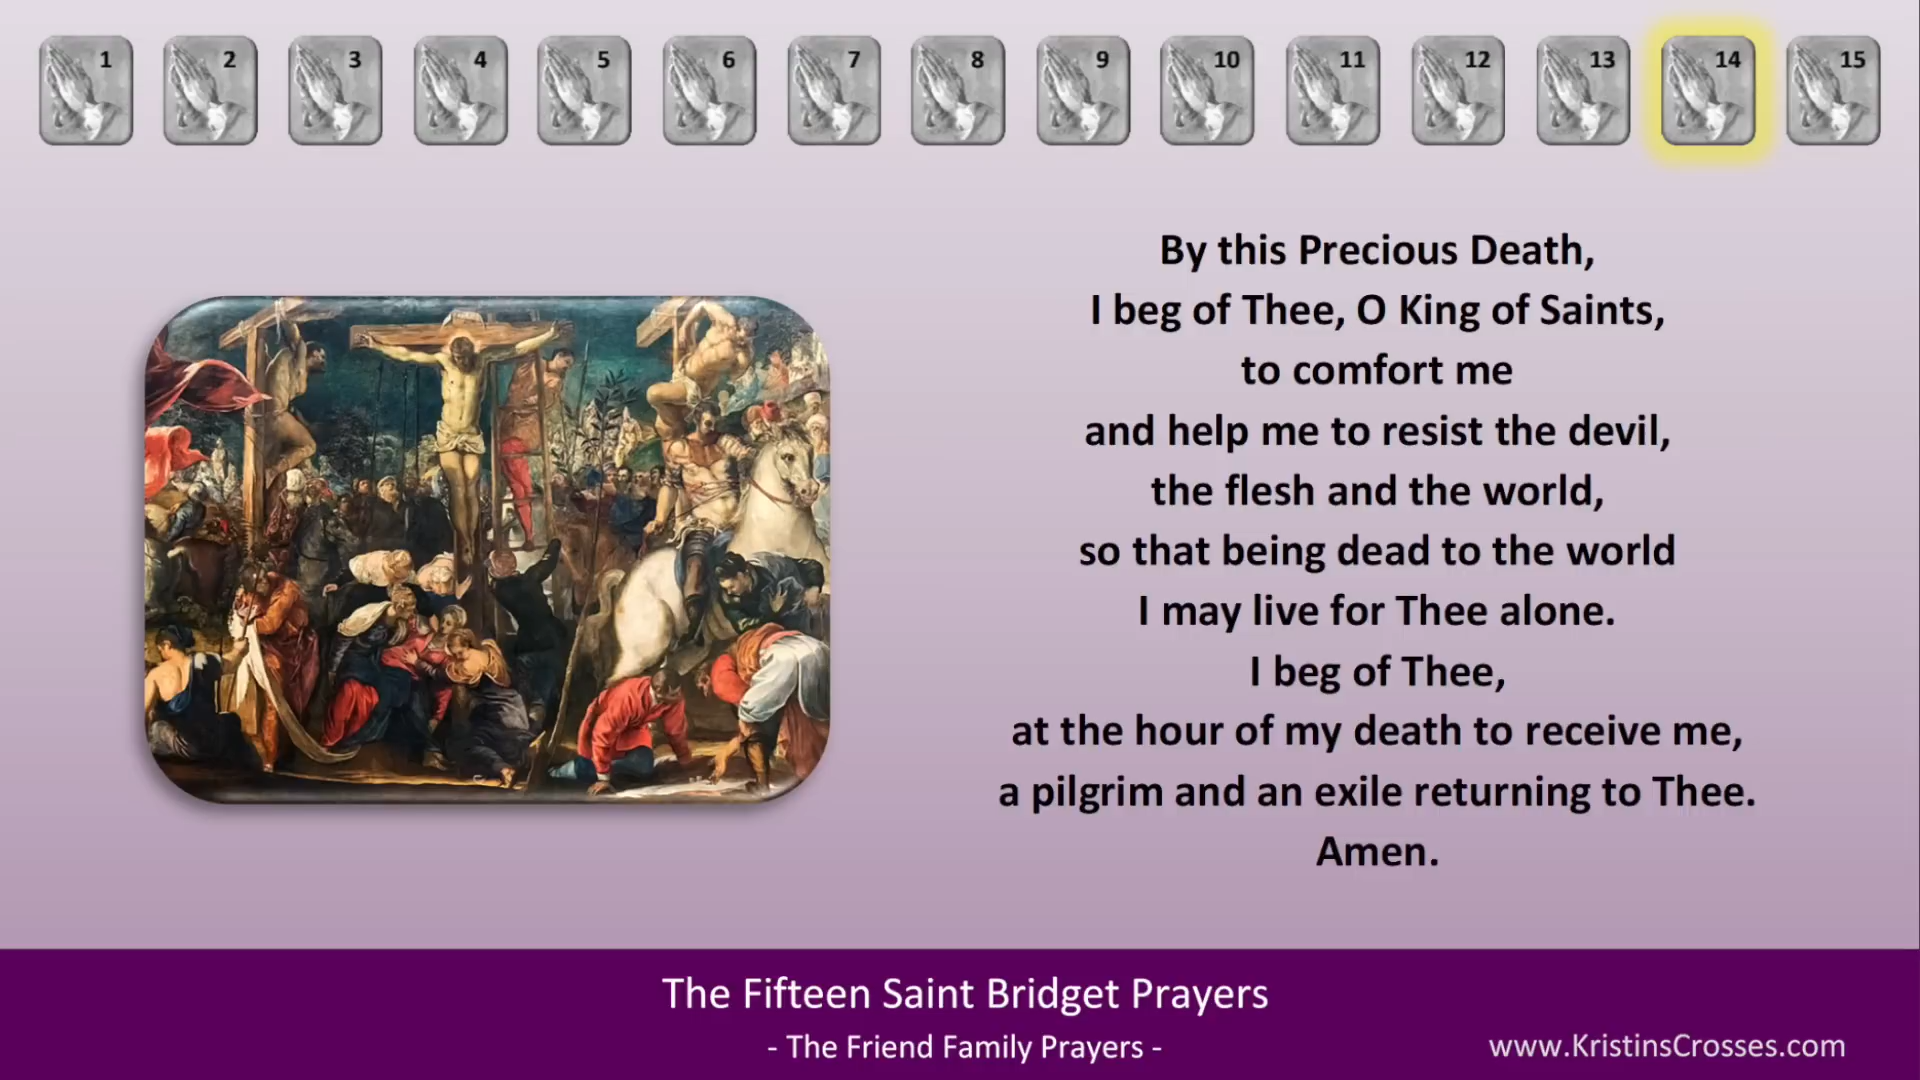 1 2 3 4 5 6 7 8 9 10 11 12 13 14 15
By this Precious Death,
I beg of Thee, O King of Saints,
to comfort me
and help me to resist the devil,
the flesh and the world,
so that being dead to the world
I may live for Thee alone.
I beg of Thee,
at the hour of my death to receive me,
a pilgrim and an exile returning to Thee.
Amen.
The Fifteen Saint Bridget Prayers
- The Friend Family Prayers -
www.KristinsCrosses.com